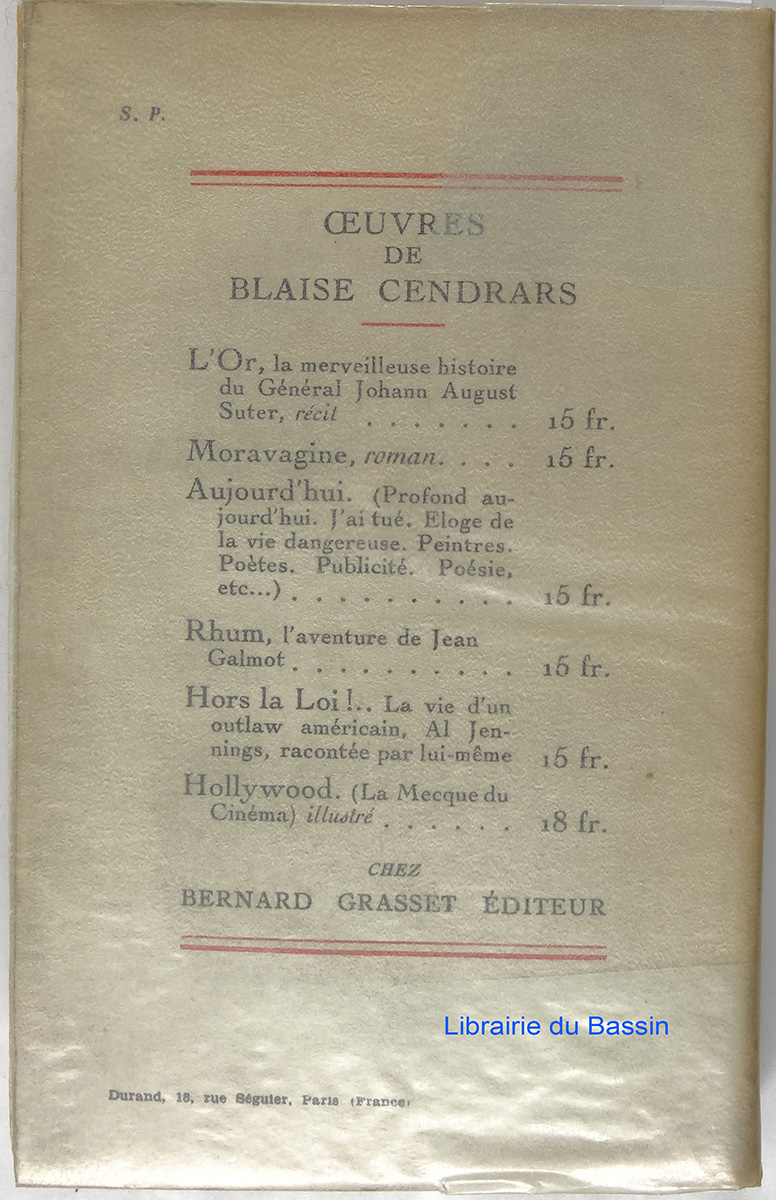 S. P.
ŒUVRES
DE
BLAISE CENDRARS
L'Or, la merveilleuse histoire
du Général Johann August
Suter, récit . . . . . . . 15 fr.
Moravagine, roman. . . . 15 fr.
Aujourd'hui. (Profond au-
jourd'hui. J'ai tué. Eloge de
la vie dangereuse. Peintres.
Poètes. Publicité. Poésie,
etc...) . . . . . . . . . . 15 fr.
Rhum, l'aventure de Jean
Galmot . . . . . . . . . . 15 fr.
Hors la Loi !.. La vie d'un
outlaw américain, Al Jen-
nings, racontée par lui-même 15 fr.
Hollywood. (La Mecque du
Cinéma) illustré . . . . . . 18 fr.
CHEZ
BERNARD GRASSET ÉDITEUR
Librairie du Bassin
Durand, 18, rue Séguier, Paris (France)